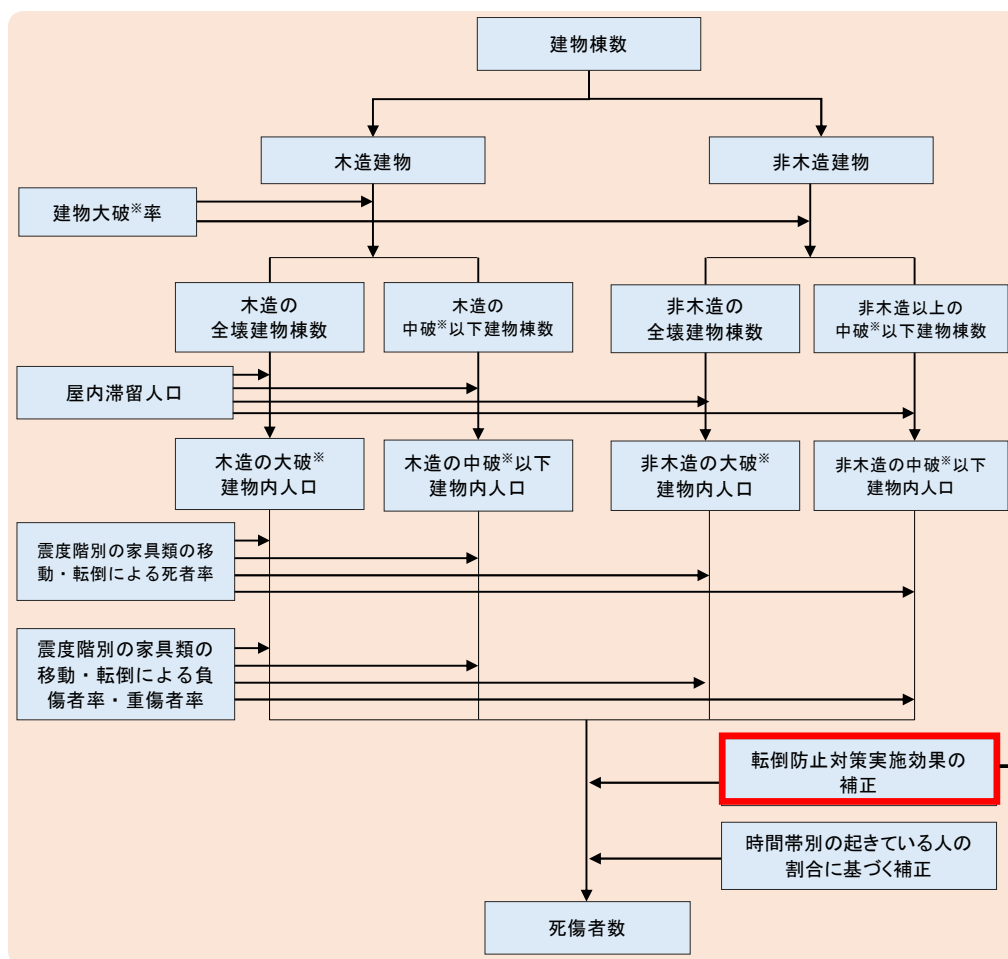 建物棟数
木造建物
非木造建物
建物大破※率
木造の
全壊建物棟数
木造の
中破※以下建物棟数
非木造の
全壊建物棟数
非木造以上の
中破※以下建物棟数
屋内滞留人口
木造の大破※
建物内人口
木造の中破※以下
建物内人口
非木造の大破※
建物内人口
非木造の中破※以下
建物内人口
震度階別の家具類の移
動・転倒による死者率
震度階別の家具類の
移動・転倒による負
傷者率・重傷者率
転倒防止対策実施効果の
補正
時間帯別の起きている人の
割合に基づく補正
死傷者数